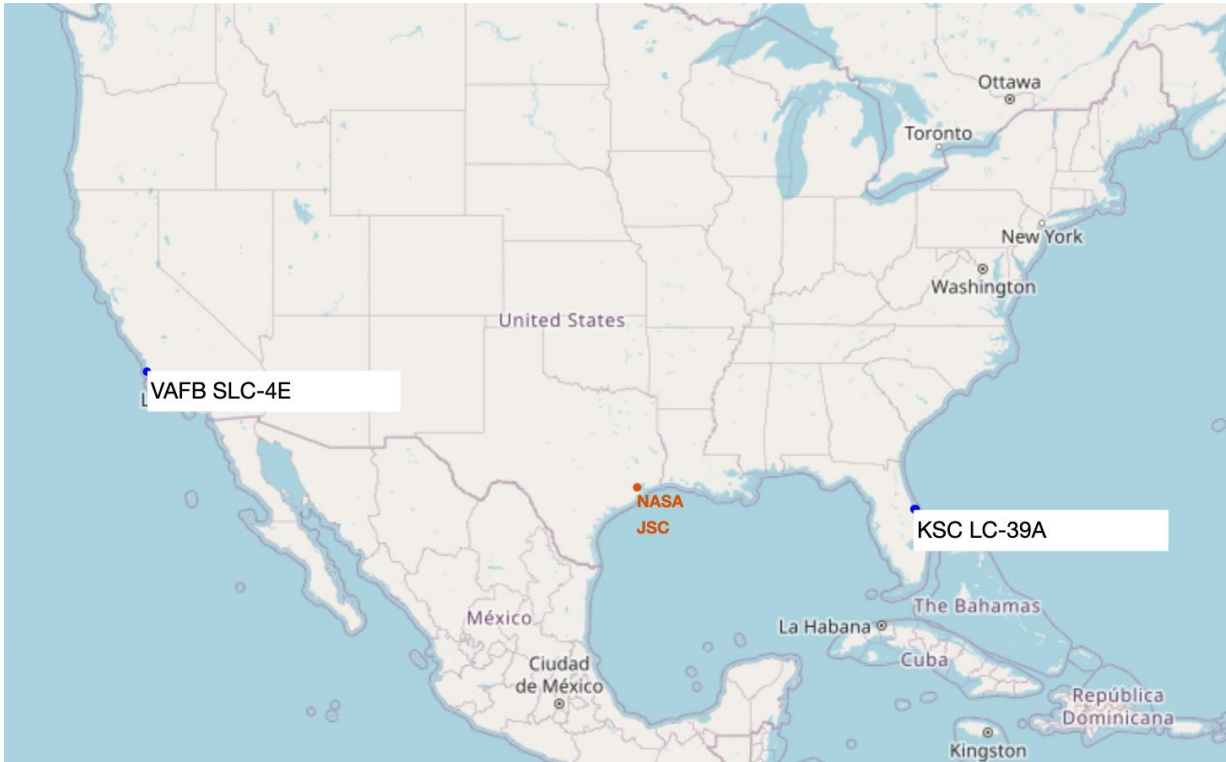 Ottawa
Toronto
New York
Washington
United States
VAFB SLC-4E
L
NASA
JSC
KSC LC-39A
The Bahamas
México
La Habana
Cuba
Ciudad
de México
República
Dominicana
Kingston